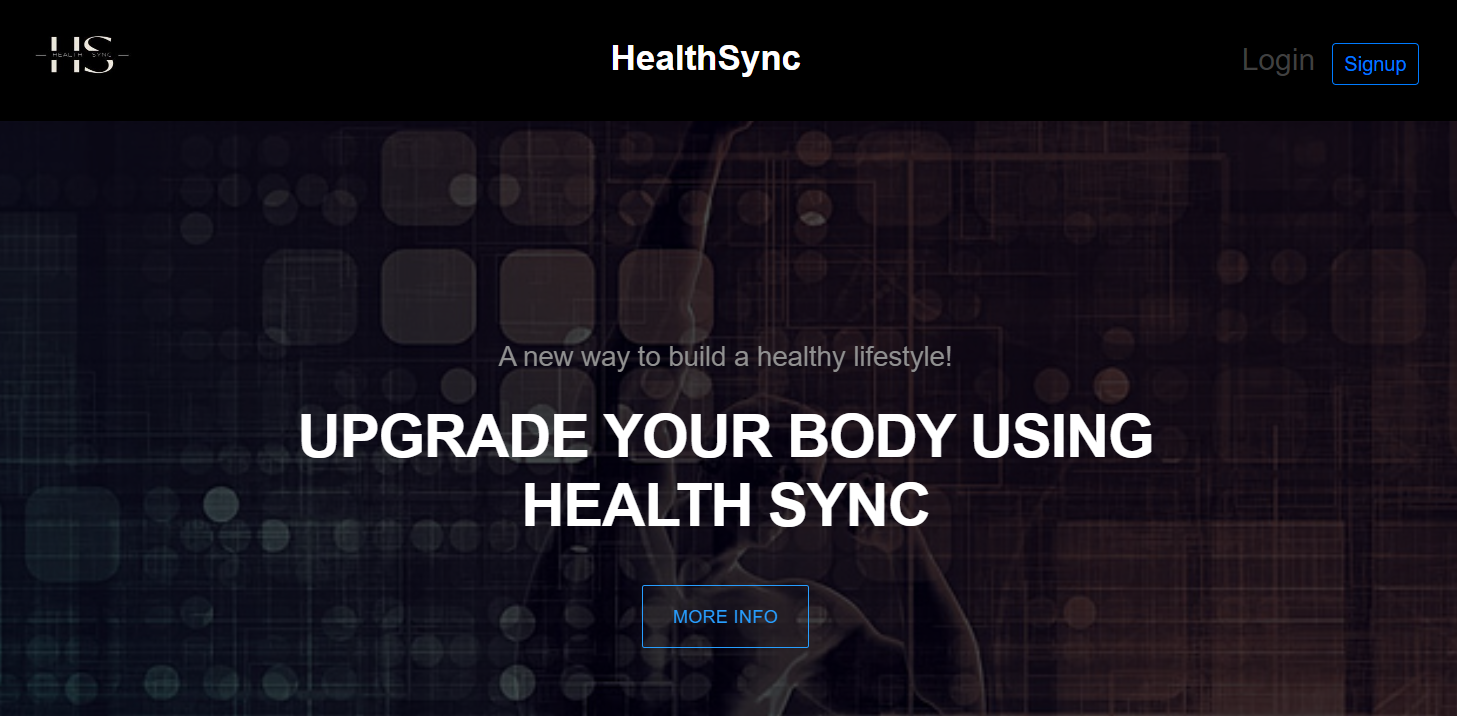 HS
HEALTH SYNC
HealthSync
Login
Signup
A new way to build a healthy lifestyle!
UPGRADE YOUR BODY USING
HEALTH SYNC
MORE INFO